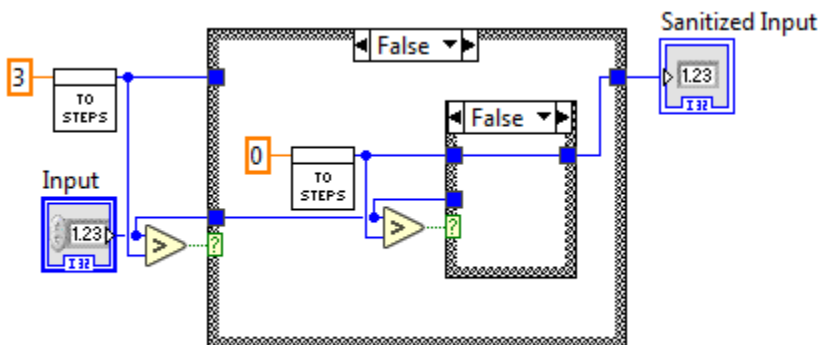 Sanitized Input
False
3
TO
STEPS
1.23
I32
False
0
TO
STEPS
Input
1.23
I32
>
?
>
?